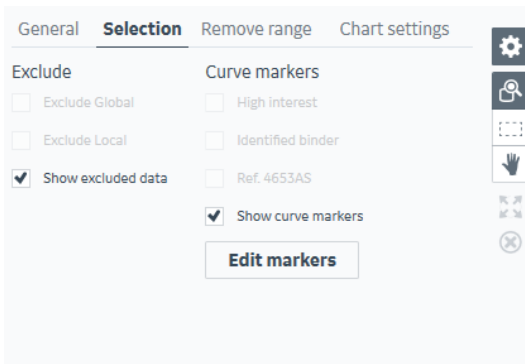 General Selection Remove range Chart settings
Exclude Curve markers
Exclude Global High interest
Exclude Local Identified binder
Show excluded data Ref. 4653AS
Show curve markers
Edit markers